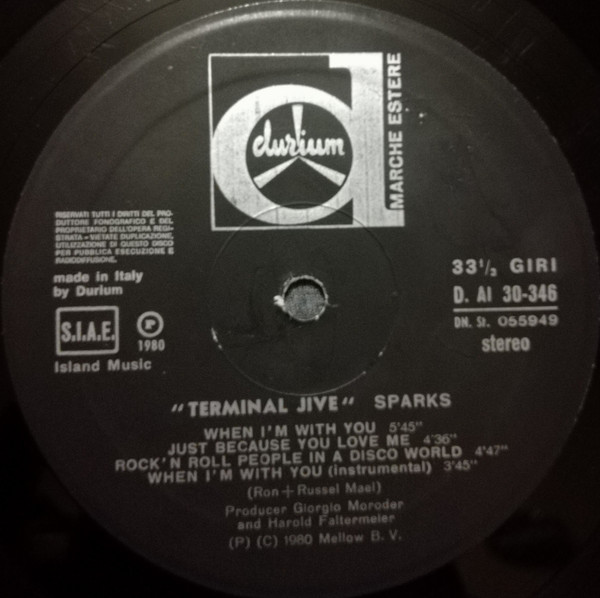 durium
MARCHE ESTERE
RISERVATI TUTTI I DIRITTI DEL PRO-
DUTTORE FONOGRAFICO E DEL
PROPRIETARIO DELL'OPERA REGI-
STRATA - VIETATE DUPLICAZIONE,
UTILIZZAZIONE DI QUESTO DISCO
PER PUBBLICA ESECUZIONE E
RADIODIFFUSIONE.
made in Italy
by Durium
S.I.A.E.
P
1980
Island Music
33 1/3 GIRI
D. AI 30-346
DN. St. 055949
stereo
"TERMINAL JIVE" SPARKS
WHEN I'M WITH YOU 5'45"
JUST BECAUSE YOU LOVE ME 4'36"
ROCK'N ROLL PEOPLE IN A DISCO WORLD 4'47"
WHEN I'M WITH YOU (instrumental) 3'45"
(Ron + Russel Mael)
Producer Giorgio Moroder
and Harold Faltermeier
(P) (C) 1980 Mellow B. V.